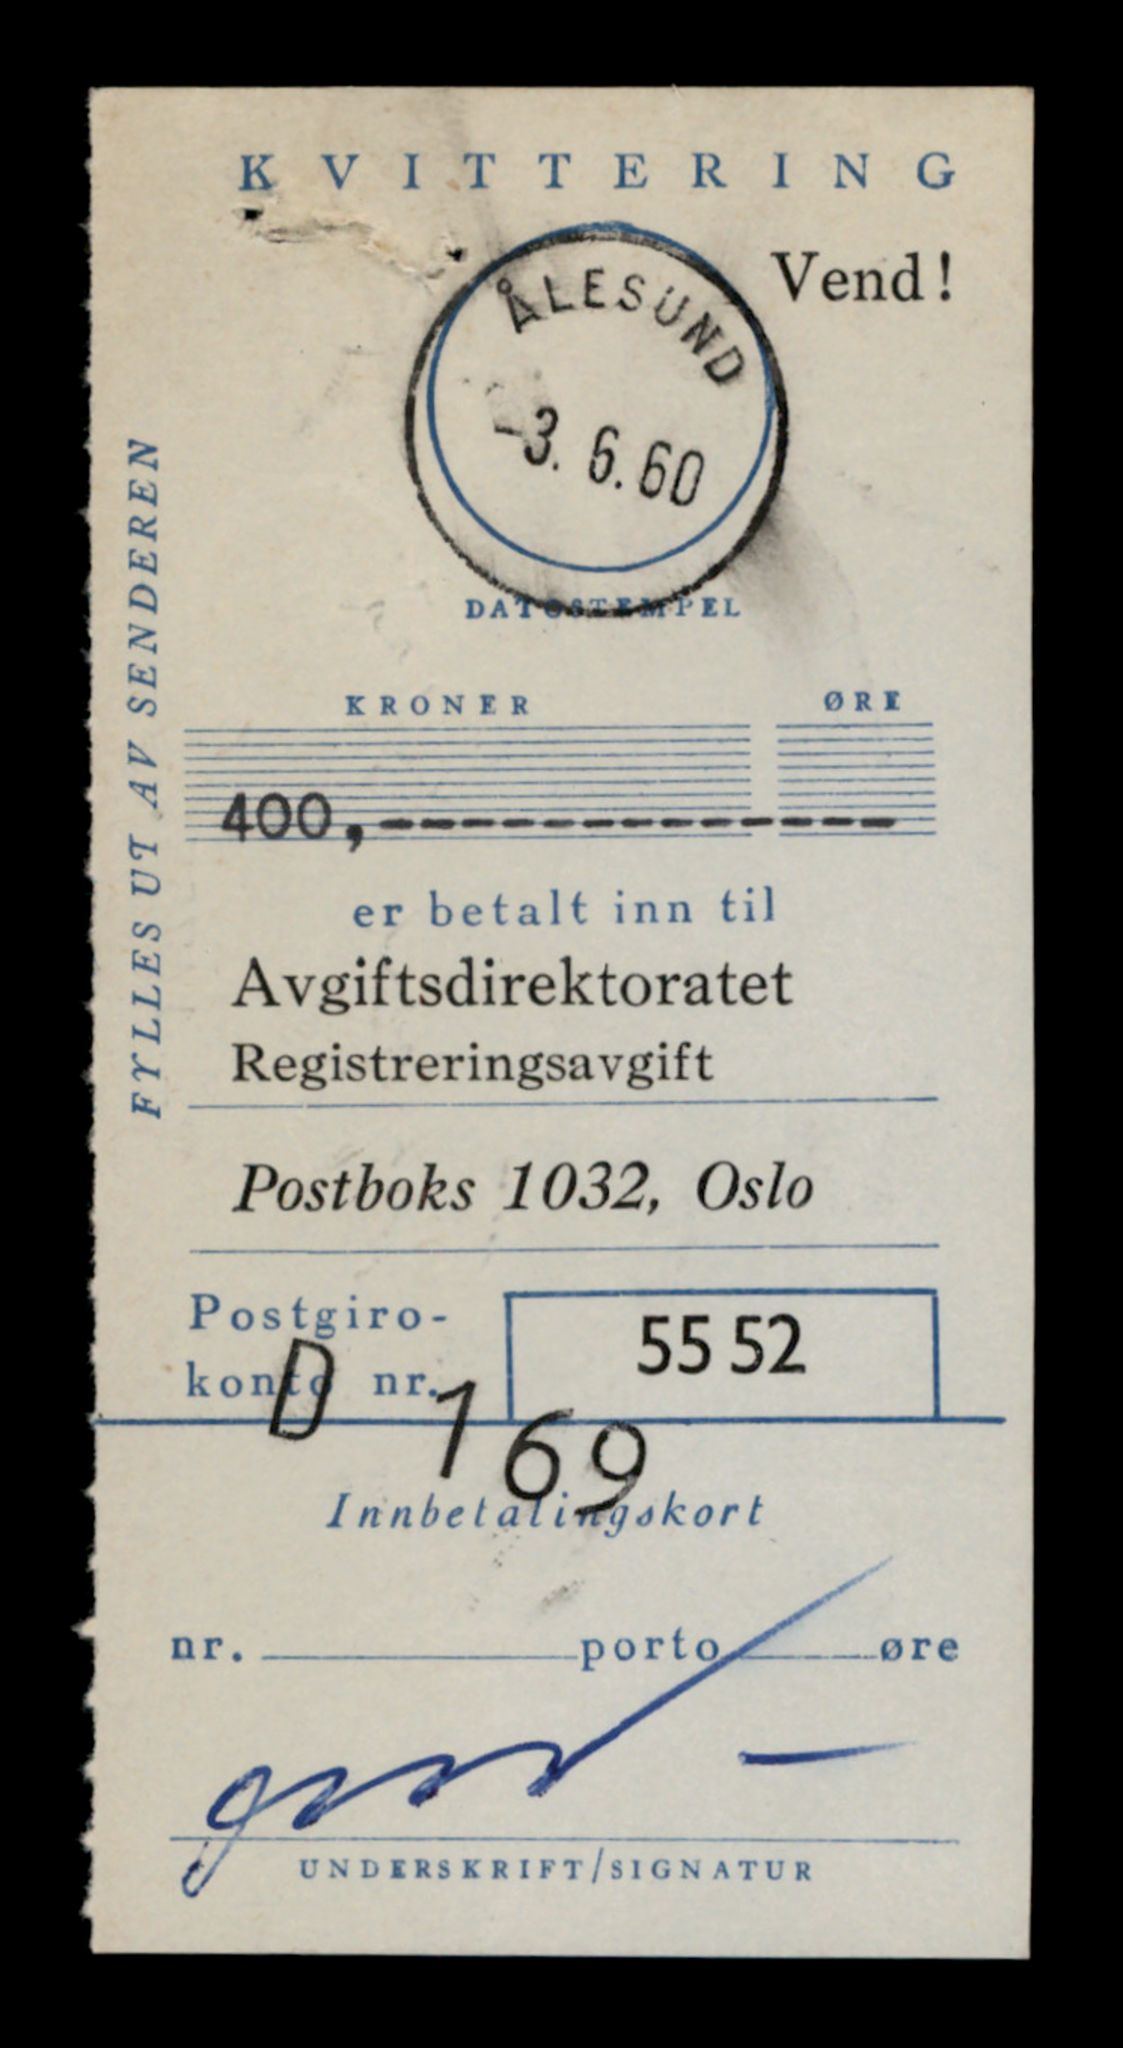 KVITTERING
Vend!
ÅLESUND
-3. 6. 60
DATOSTEMPEL
FYLLES UT AV SENDEREN
KRONER ØRE
400,-------------
er betalt inn til
Avgiftsdirektoratet
Registreringsavgift
Postboks 1032, Oslo
Postgiro-
konto nr. 55 52
D 169
Innbetalingskort
nr. porto øre
UNDERSKRIFT/SIGNATUR